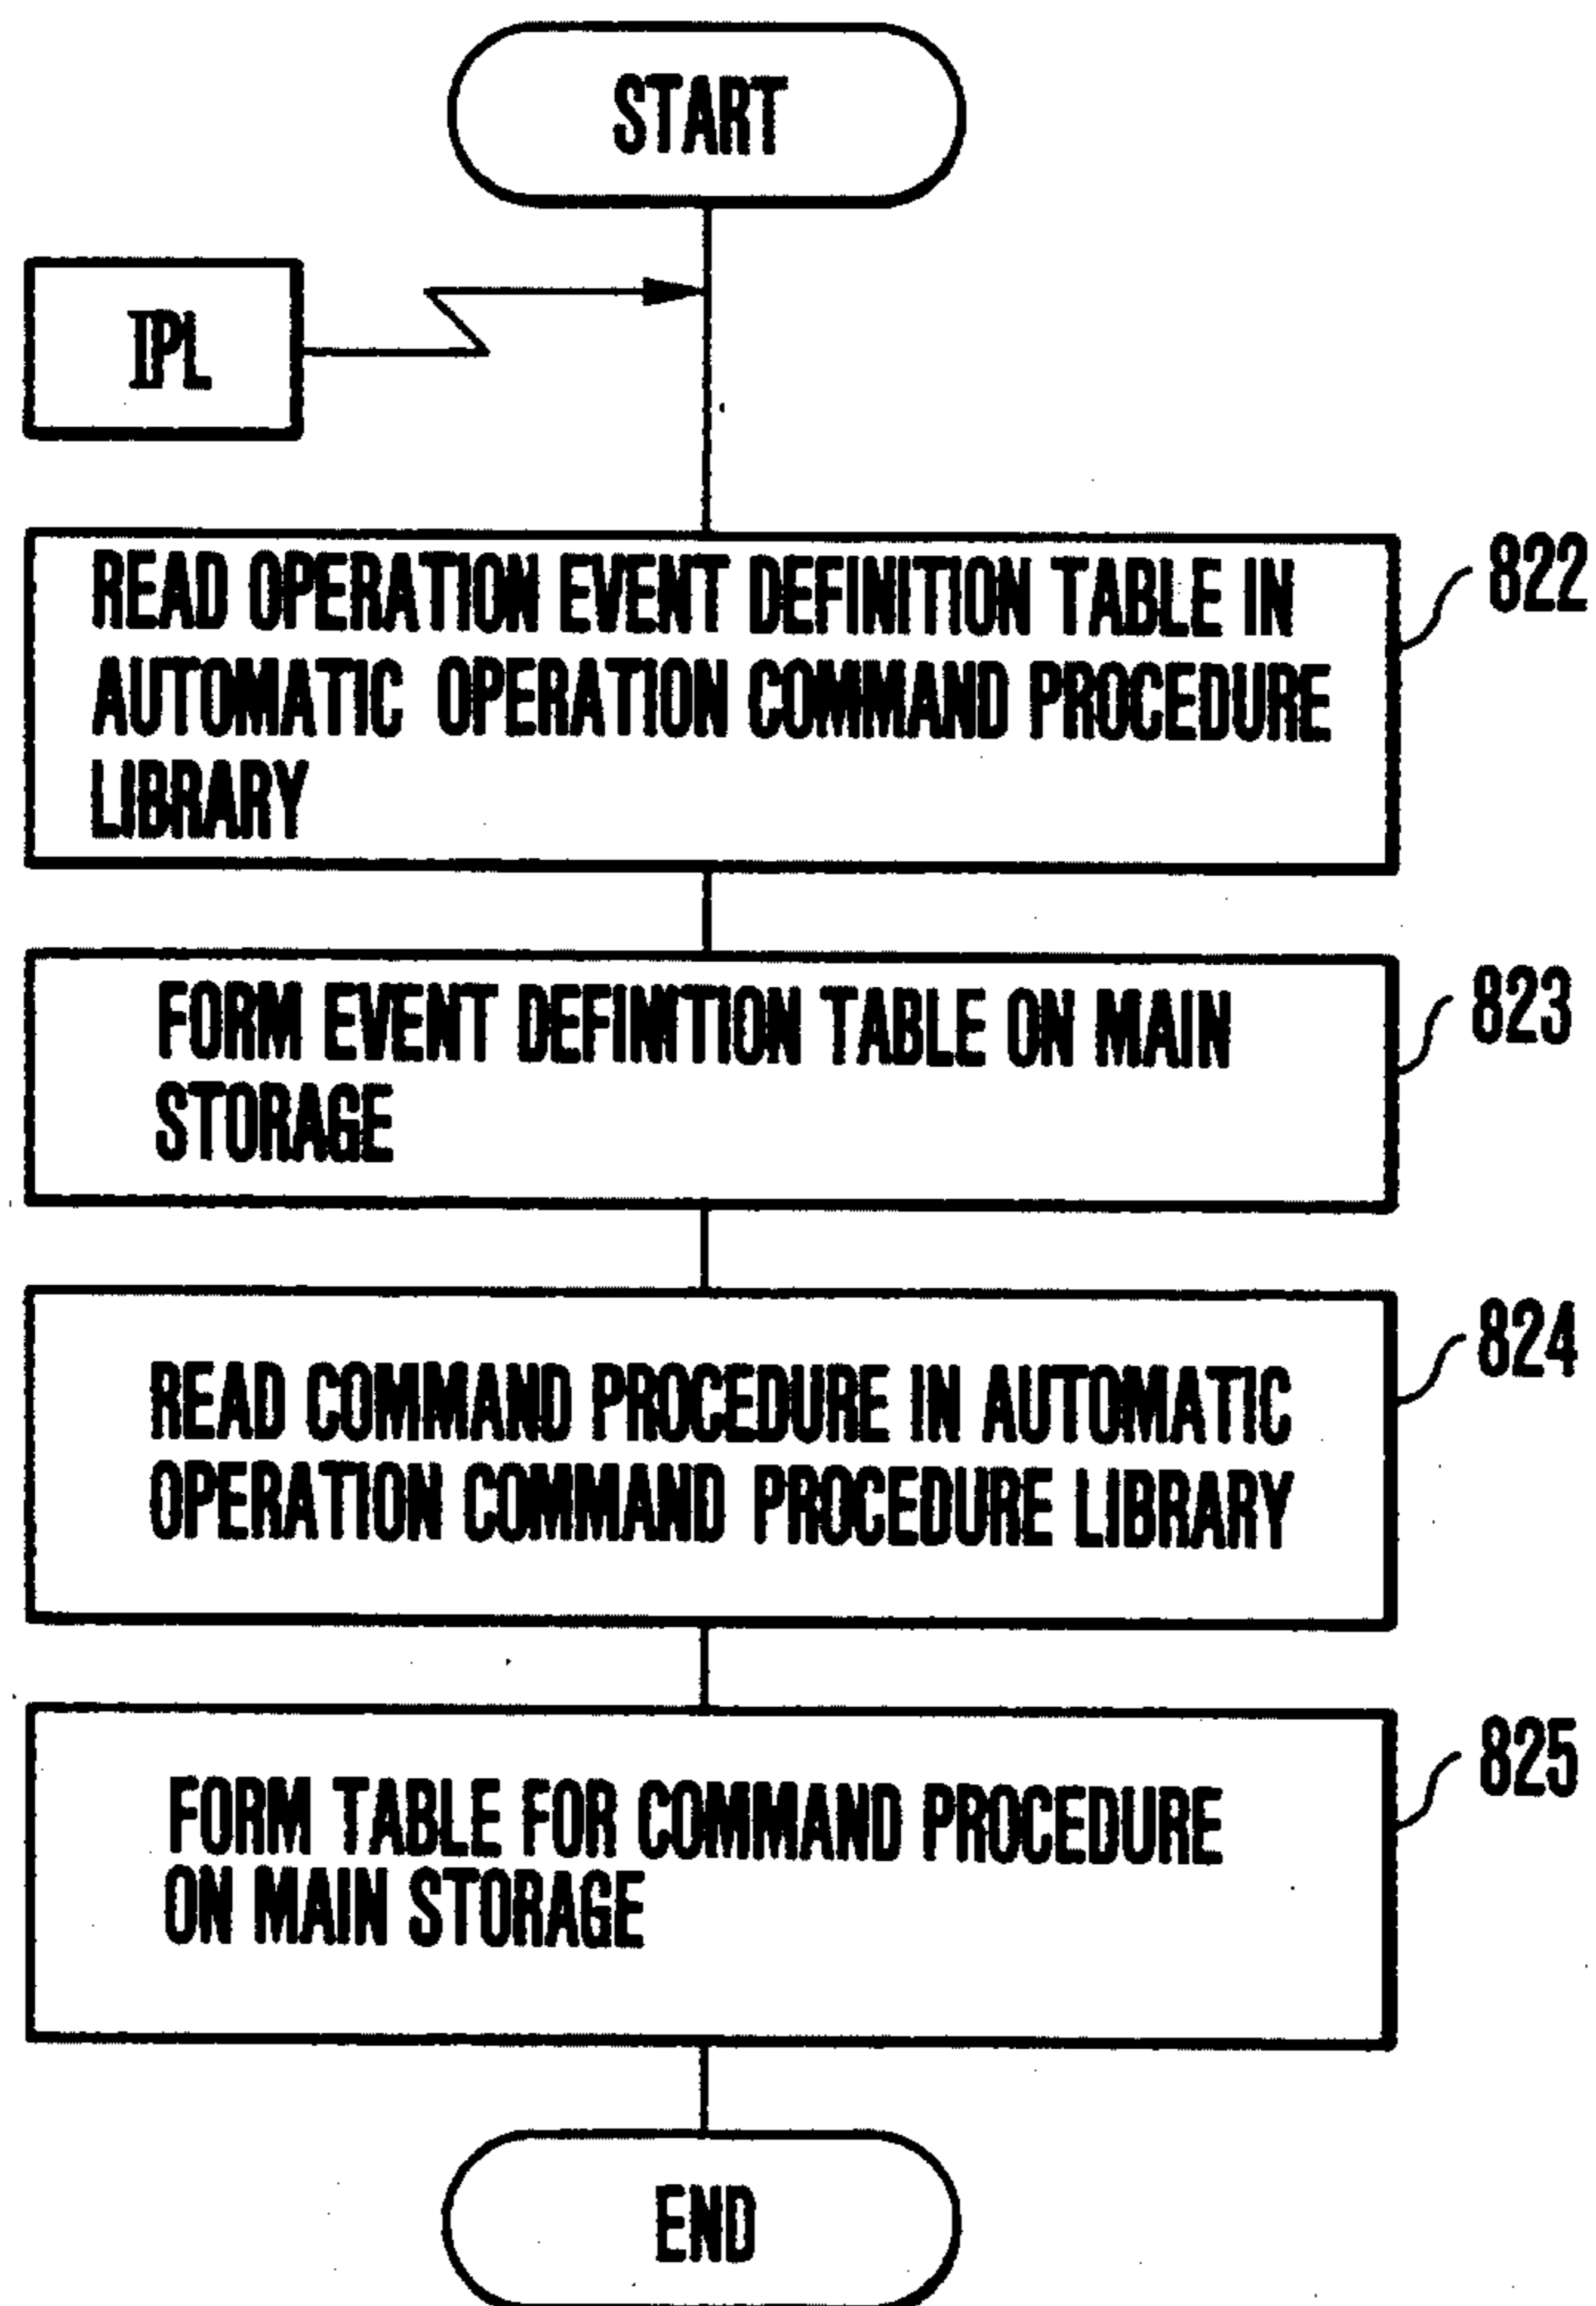 START
IPL
READ OPERATION EVENT DEFINITION TABLE IN
AUTOMATIC OPERATION COMMAND PROCEDURE
LIBRARY
822
FORM EVENT DEFINITION TABLE ON MAIN
STORAGE
823
READ COMMAND PROCEDURE IN AUTOMATIC
OPERATION COMMAND PROCEDURE LIBRARY
824
FORM TABLE FOR COMMAND PROCEDURE
ON MAIN STORAGE
825
END